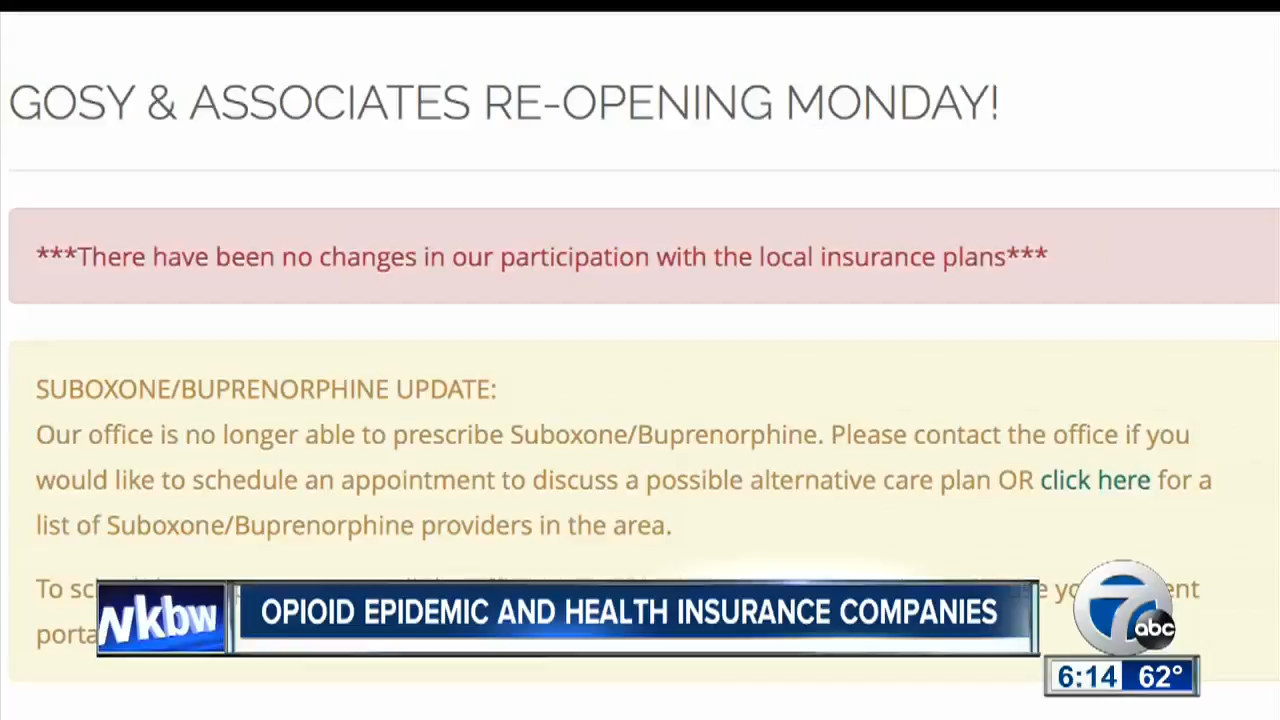 GOSY & ASSOCIATES RE-OPENING MONDAY!
***There have been no changes in our participation with the local insurance plans***
SUBOXONE/BUPRENORPHINE UPDATE:
Our office is no longer able to prescribe Suboxone/Buprenorphine. Please contact the office if you
would like to schedule an appointment to discuss a possible alternative care plan OR click here for a
list of Suboxone/Buprenorphine providers in the area.
To
wkbw
OPIOID EPIDEMIC AND HEALTH INSURANCE COMPANIES
7
abc
6:14 62°